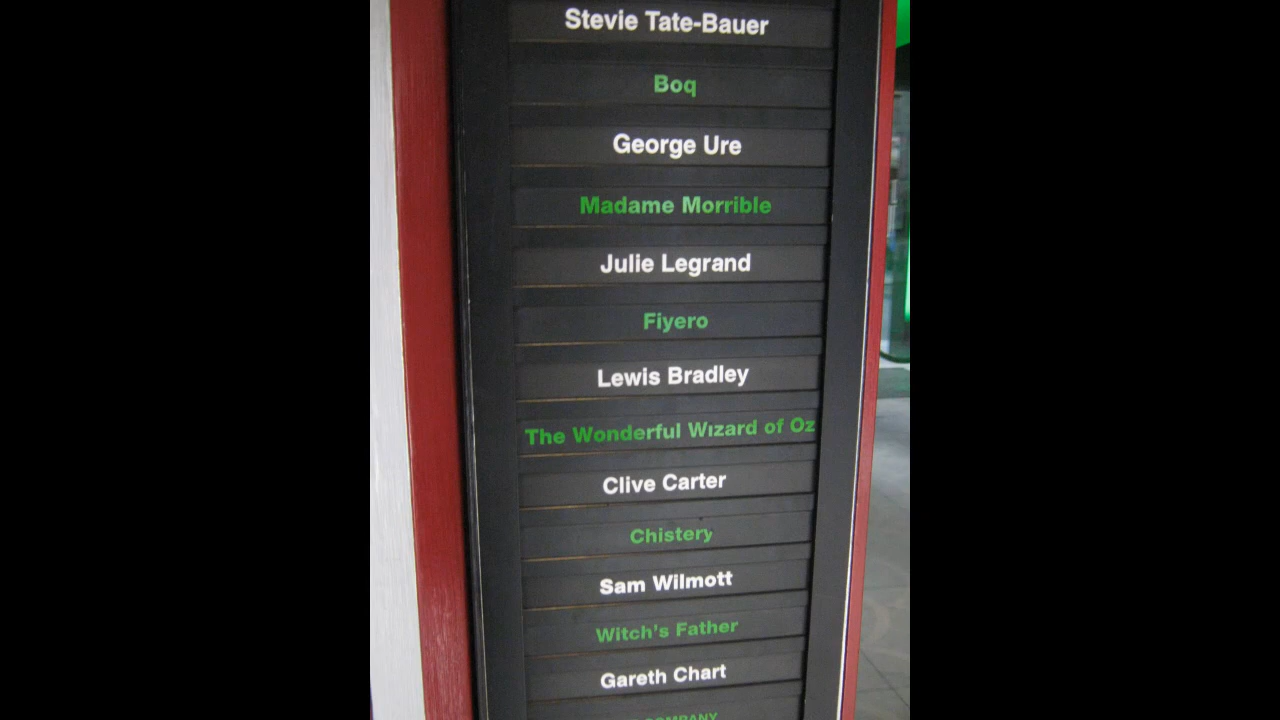 Stevie Tate-Bauer
Boq
George Ure
Madame Morrible
Julie Legrand
Fiyero
Lewis Bradley
The Wonderful Wizard of Oz
Clive Carter
Chistery
Sam Wilmott
Witch's Father
Gareth Chart
COMPANY